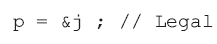 p = &j ; // Legal